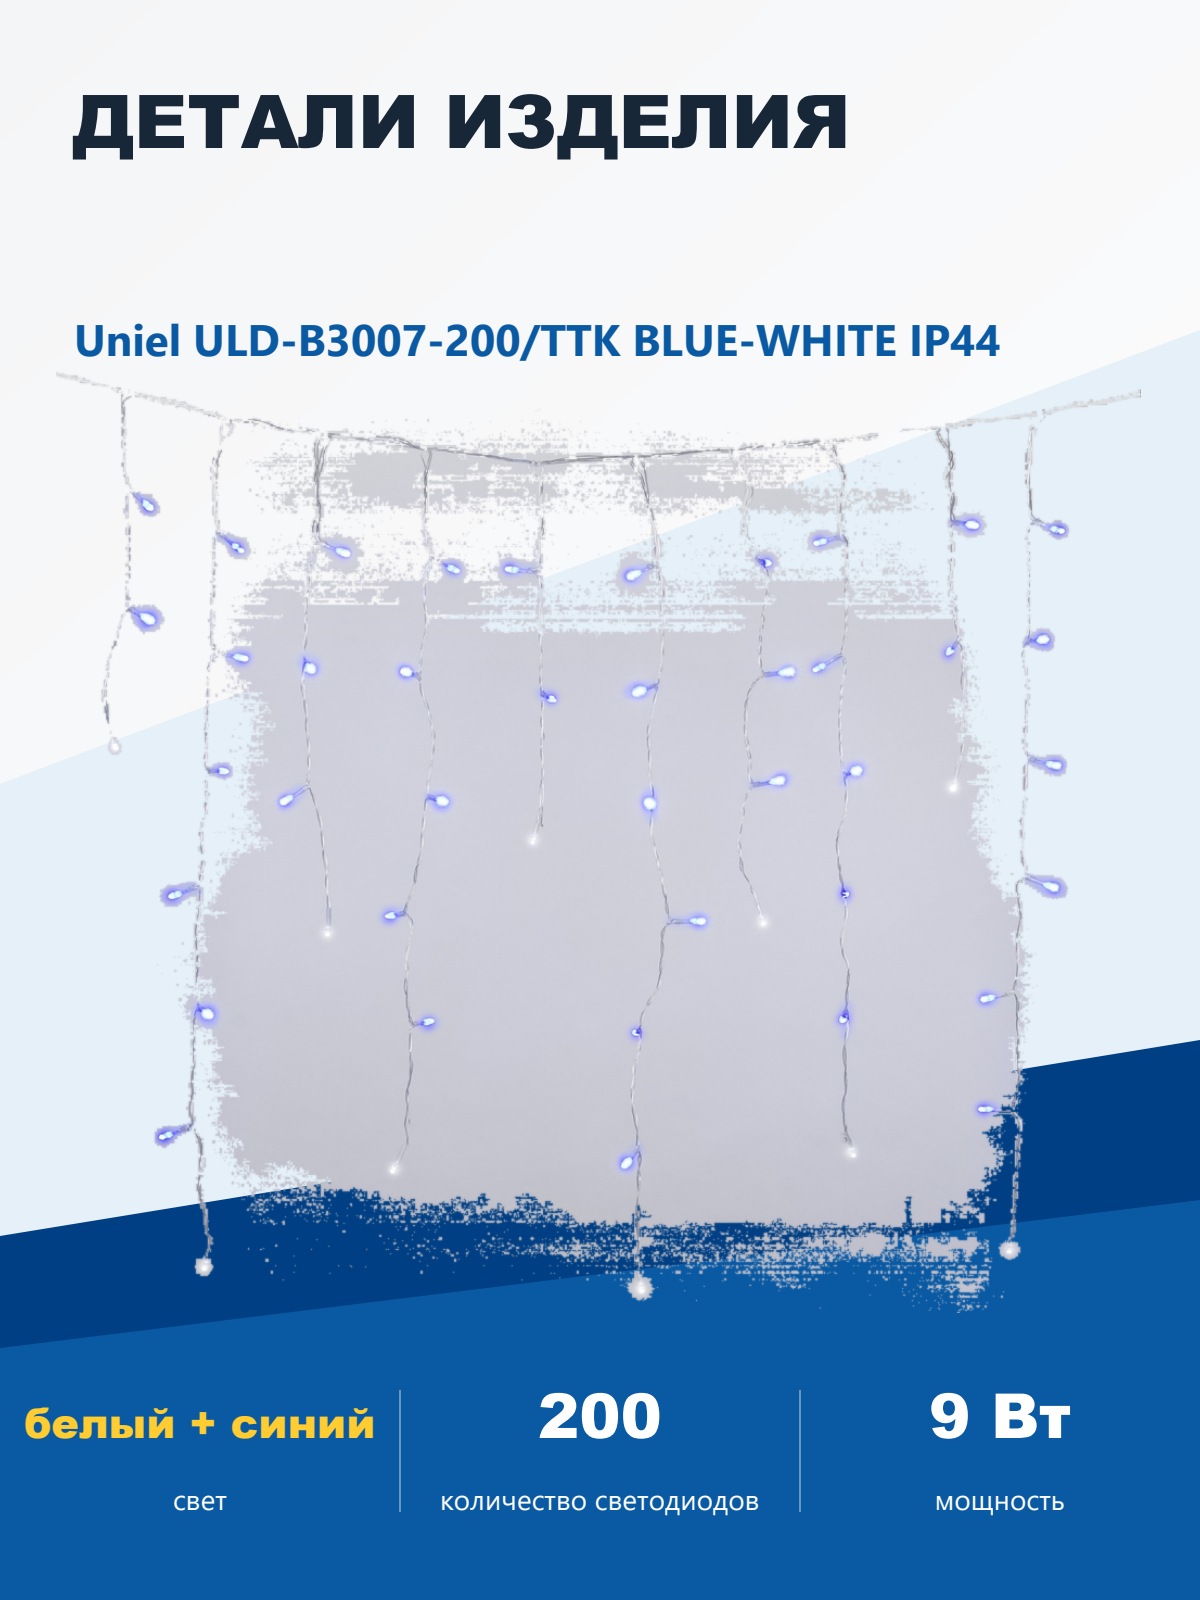 ДЕТАЛИ ИЗДЕЛИЯ
Uniel ULD-B3007-200/TTK BLUE-WHITE IP44
белый + синий
свет
200
количество светодиодов
9 Вт
мощность